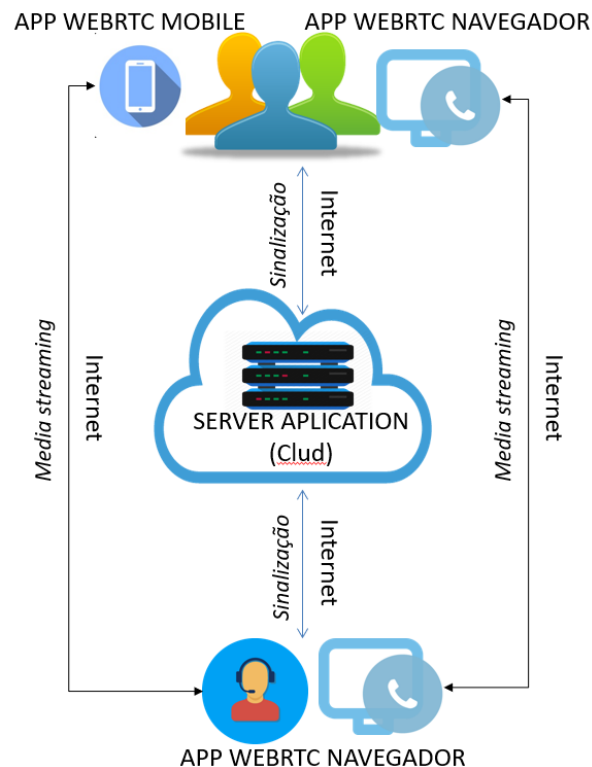 APP WEBRTC MOBILE
APP WEBRTC NAVEGADOR
Sinalização
Internet
Media streaming
Internet
SERVER APLICATION
(Clud)
Media streaming
Internet
Sinalização
Internet
APP WEBRTC NAVEGADOR